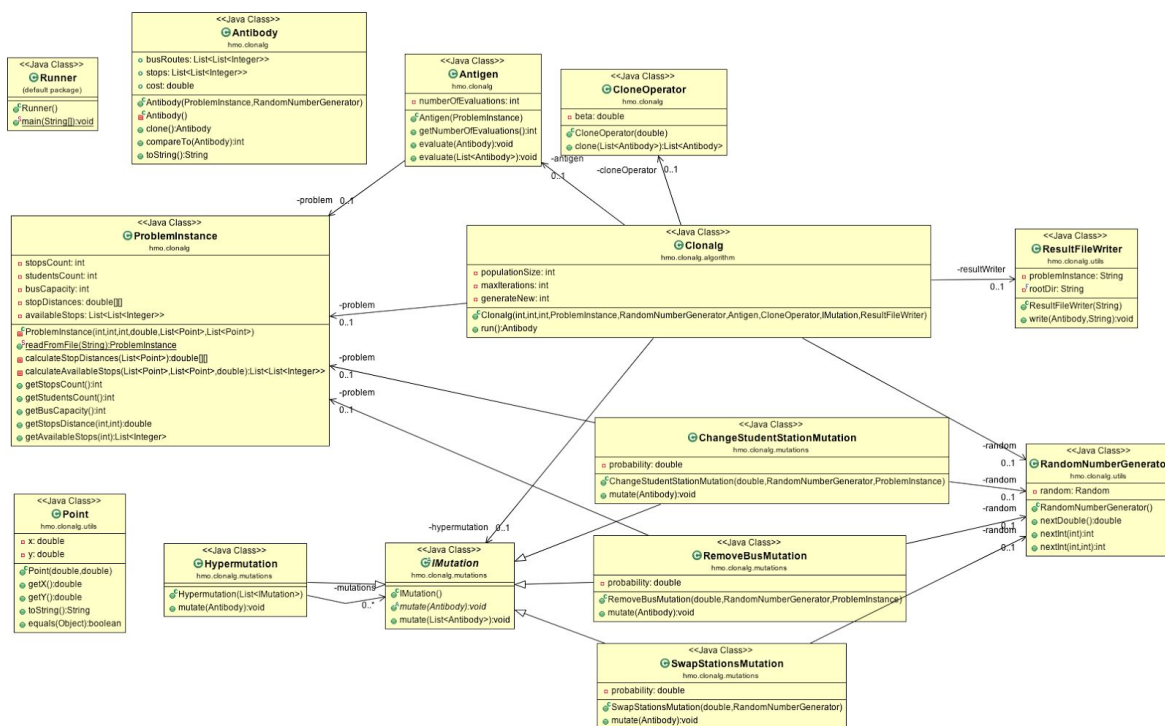 <<Java Class>>
Runner
(default package)
Runner()
main(String[]):void
<<Java Class>>
Antibody
hmo.clonalg
busRoutes: List<List<Integer>>
stops: List<List<Integer>>
cost: double
Antibody(ProblemInstance,RandomNumberGenerator)
Antibody()
clone():Antibody
compareTo(Antibody):int
toString():String
<<Java Class>>
Antigen
hmo.clonalg
numberOfEvaluations: int
Antigen(ProblemInstance)
getNumberOfEvaluations():int
evaluate(Antibody):void
evaluate(List<Antibody>):void
<<Java Class>>
CloneOperator
hmo.clonalg
beta: double
CloneOperator(double)
clone(List<Antibody>):List<Antibody>
-antigen
0..1
-cloneOperator
0..1
-problem
0..1
<<Java Class>>
ProblemInstance
hmo.clonalg
stopsCount: int
studentsCount: int
busCapacity: int
stopDistances: double[][]
availableStops: List<List<Integer>>
ProblemInstance(int,int,int,double,List<Point>,List<Point>)
readFromFile(String):ProblemInstance
calculateStopDistances(List<Point>):double[][]
calculateAvailableStops(List<Point>,List<Point>,double):List<List<Integer>>
getStopsCount():int
getStudentsCount():int
getBusCapacity():int
getStopsDistance(int,int):double
getAvailableStops(int):List<Integer>
-problem
0..1
-problem
0..1
-problem
0..1
<<Java Class>>
Clonalg
hmo.clonalg.algorithm
populationSize: int
maxIterations: int
generateNew: int
Clonalg(int,int,int,ProblemInstance,RandomNumberGenerator,Antigen,CloneOperator,IMutation,ResultFileWriter)
run():Antibody
-resultWriter
0..1
<<Java Class>>
ResultFileWriter
hmo.clonalg.utils
problemInstance: String
rootDir: String
ResultFileWriter(String)
write(Antibody,String):void
<<Java Class>>
ChangeStudentStationMutation
hmo.clonalg.mutations
probability: double
ChangeStudentStationMutation(double,RandomNumberGenerator,ProblemInstance)
mutate(Antibody):void
-random
0..1
-random
0..1
-random
0..1
-random
0..1
<<Java Class>>
RandomNumberGenerator
hmo.clonalg.utils
random: Random
RandomNumberGenerator()
nextDouble():double
nextInt(int):int
nextInt(int,int):int
<<Java Class>>
Point
hmo.clonalg.utils
x: double
y: double
Point(double,double)
getX():double
getY():double
toString():String
equals(Object):boolean
<<Java Class>>
Hypermutation
hmo.clonalg.mutations
Hypermutation(List<IMutation>)
mutate(Antibody):void
-mutations
0..*
-hypermutation
0..1
<<Java Class>>
IMutation
hmo.clonalg.mutations
IMutation()
mutate(Antibody):void
mutate(List<Antibody>):void
<<Java Class>>
RemoveBusMutation
hmo.clonalg.mutations
probability: double
RemoveBusMutation(double,RandomNumberGenerator,ProblemInstance)
mutate(Antibody):void
<<Java Class>>
SwapStationsMutation
hmo.clonalg.mutations
probability: double
SwapStationsMutation(double,RandomNumberGenerator)
mutate(Antibody):void